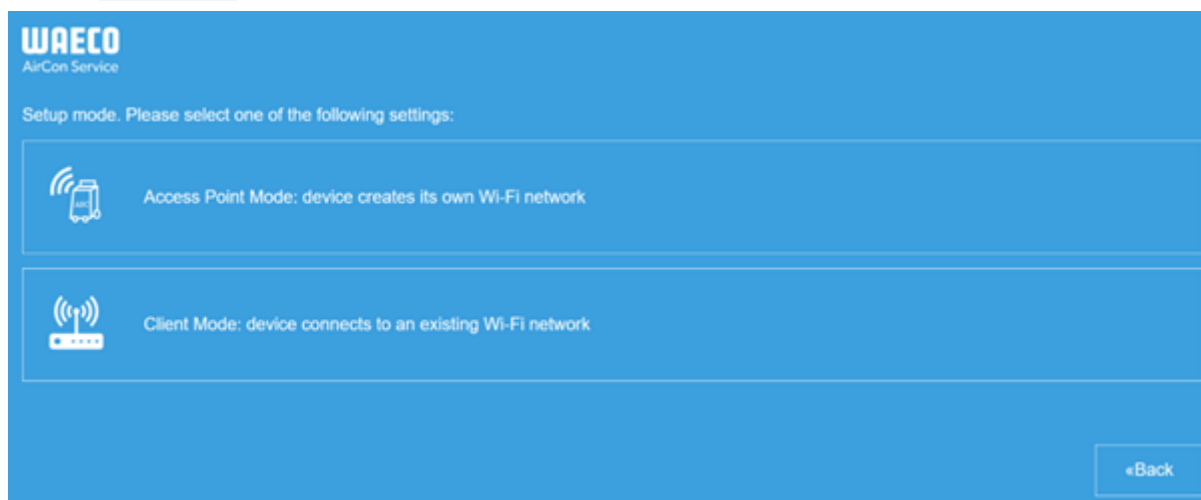 WAECO
AirCon Service
Setup mode. Please select one of the following settings:
Access Point Mode: device creates its own Wi-Fi network
Client Mode: device connects to an existing Wi-Fi network
«Back